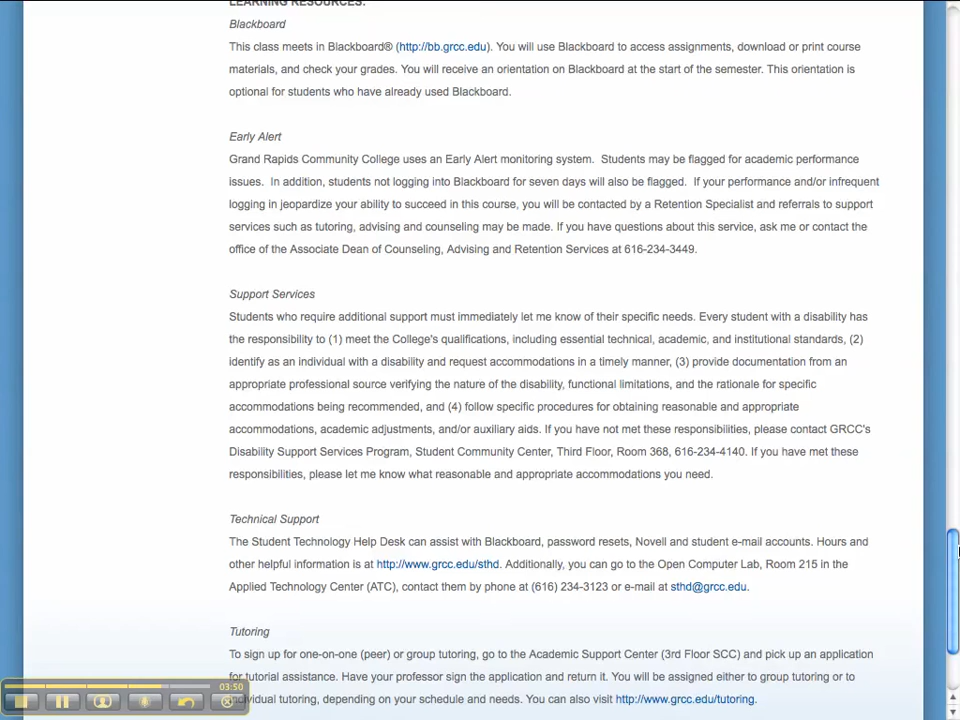 LEARNING RESOURCES:
Blackboard
This class meets in Blackboard® (http://bb.grcc.edu). You will use Blackboard to access assignments, download or print course
materials, and check your grades. You will receive an orientation on Blackboard at the start of the semester. This orientation is
optional for students who have already used Blackboard.
Early Alert
Grand Rapids Community College uses an Early Alert monitoring system. Students may be flagged for academic performance
issues. In addition, students not logging into Blackboard for seven days will also be flagged. If your performance and/or infrequent
logging in jeopardize your ability to succeed in this course, you will be contacted by a Retention Specialist and referrals to support
services such as tutoring, advising and counseling may be made. If you have questions about this service, ask me or contact the
office of the Associate Dean of Counseling, Advising and Retention Services at 616-234-3449.
Support Services
Students who require additional support must immediately let me know of their specific needs. Every student with a disability has
the responsibility to (1) meet the College's qualifications, including essential technical, academic, and institutional standards, (2)
identify as an individual with a disability and request accommodations in a timely manner, (3) provide documentation from an
appropriate professional source verifying the nature of the disability, functional limitations, and the rationale for specific
accommodations being recommended, and (4) follow specific procedures for obtaining reasonable and appropriate
accommodations, academic adjustments, and/or auxiliary aids. If you have not met these responsibilities, please contact GRCC's
Disability Support Services Program, Student Community Center, Third Floor, Room 368, 616-234-4140. If you have met these
responsibilities, please let me know what reasonable and appropriate accommodations you need.
Technical Support
The Student Technology Help Desk can assist with Blackboard, password resets, Novell and student e-mail accounts. Hours and
other helpful information is at http://www.grcc.edu/sthd. Additionally, you can go to the Open Computer Lab, Room 215 in the
Applied Technology Center (ATC), contact them by phone at (616) 234-3123 or e-mail at sthd@grcc.edu.
Tutoring
To sign up for one-on-one (peer) or group tutoring, go to the Academic Support Center (3rd Floor SCC) and pick up an application
for tutorial assistance. Have your professor sign the application and return it. You will be assigned either to group tutoring or to
individual tutoring, depending on your schedule and needs. You can also visit http://www.grcc.edu/tutoring.
03:50